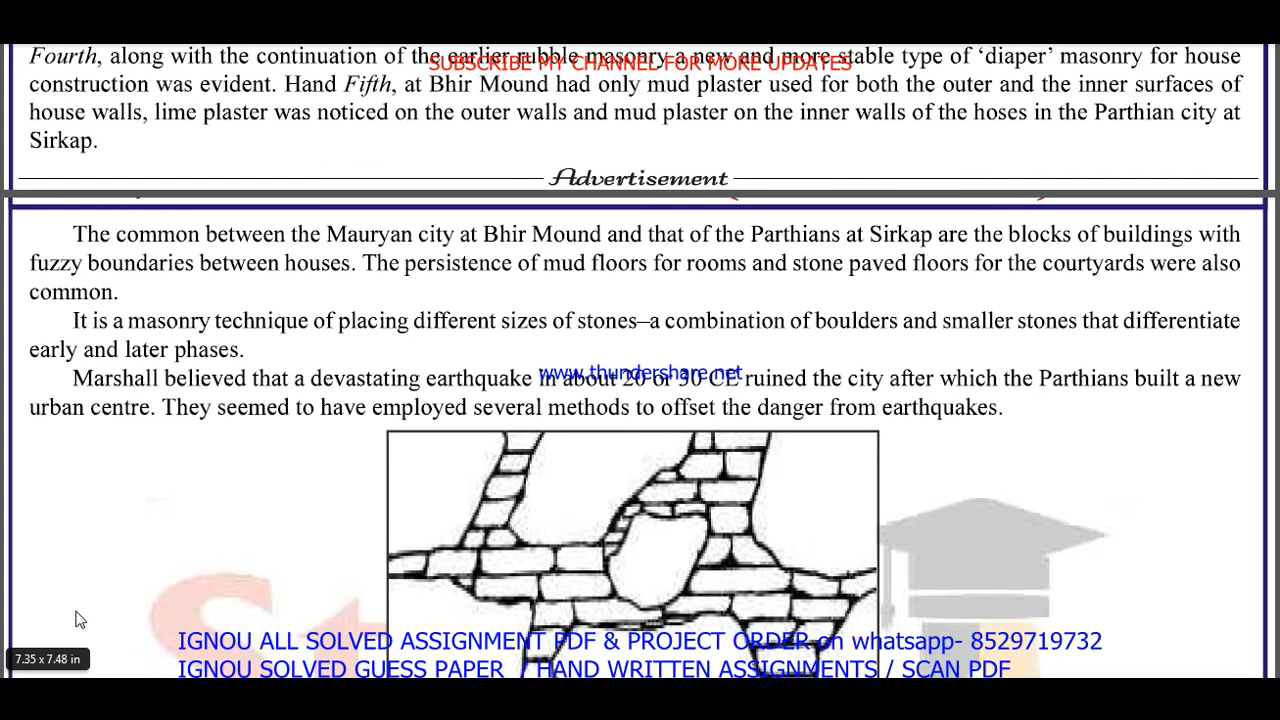 Fourth, along with the continuation of the earlier rubble masonry a new and more stable type of ‘diaper’ masonry for house
SUBSCRIBE MY CHANNEL FOR MORE UPDATES
construction was evident. Hand Fifth, at Bhir Mound had only mud plaster used for both the outer and the inner surfaces of
house walls, lime plaster was noticed on the outer walls and mud plaster on the inner walls of the hoses in the Parthian city at
Sirkap.
Advertisement
The common between the Mauryan city at Bhir Mound and that of the Parthians at Sirkap are the blocks of buildings with
fuzzy boundaries between houses. The persistence of mud floors for rooms and stone paved floors for the courtyards were also
common.
It is a masonry technique of placing different sizes of stones–a combination of boulders and smaller stones that differentiate
early and later phases.
www.thundershare.net
Marshall believed that a devastating earthquake in about 20 or 30 CE ruined the city after which the Parthians built a new
urban centre. They seemed to have employed several methods to offset the danger from earthquakes.
IGNOU ALL SOLVED ASSIGNMENT PDF & PROJECT ORDER on whatsapp- 8529719732
7.35 x 7.48 in
IGNOU SOLVED GUESS PAPER / HAND WRITTEN ASSIGNMENTS / SCAN PDF